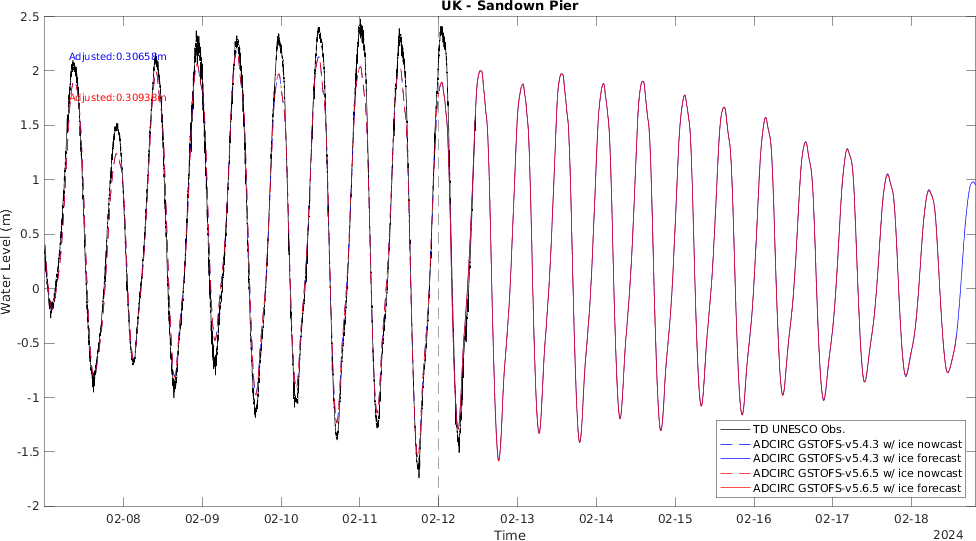 UK - Sandown Pier
Adjusted:0.30658m
Adjusted:0.30938m
Water Level (m)
2.5
2
1.5
1
0.5
0
-0.5
-1
-1.5
-2
02-08 02-09 02-10 02-11 02-12 02-13 02-14 02-15 02-16 02-17 02-18
Time
2024
TD UNESCO Obs.
ADCIRC GSTOFS-v5.4.3 w/ ice nowcast
ADCIRC GSTOFS-v5.4.3 w/ ice forecast
ADCIRC GSTOFS-v5.6.5 w/ ice nowcast
ADCIRC GSTOFS-v5.6.5 w/ ice forecast